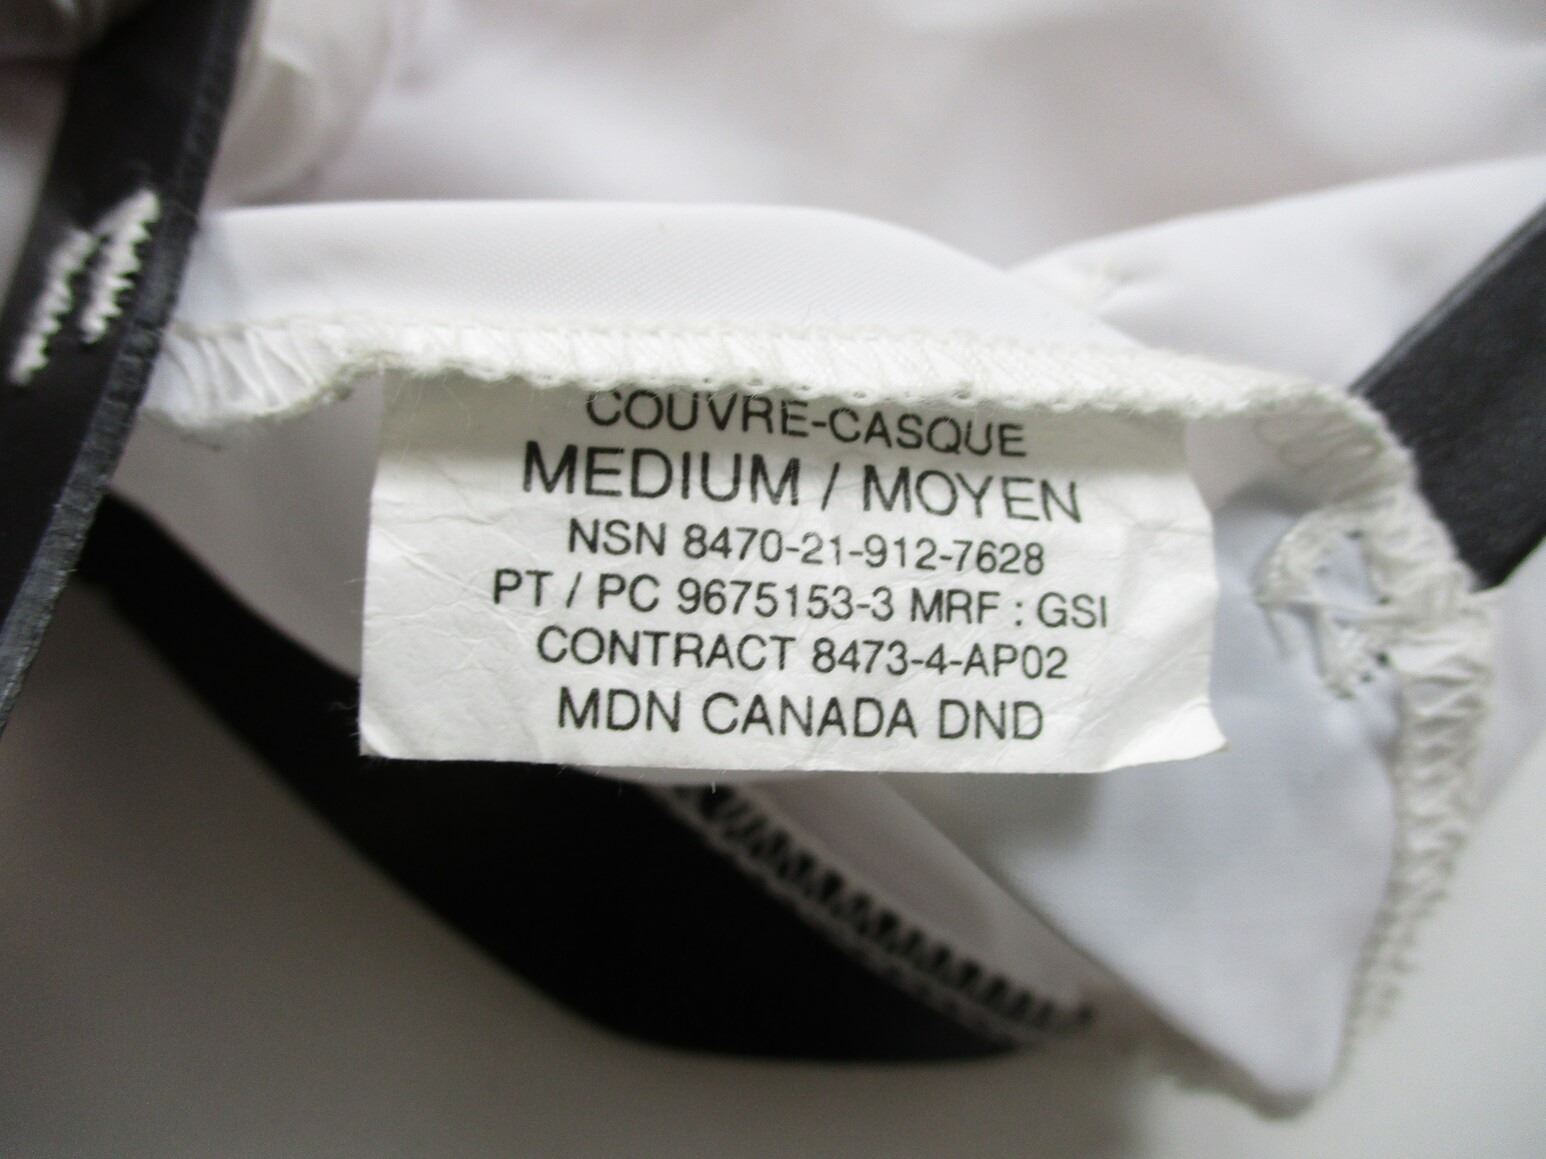 COUVRE-CASQUE
MEDIUM / MOYEN
NSN 8470-21-912-7628
PT / PC 9675153-3 MRF : GSI
CONTRACT 8473-4-AP02
MDN CANADA DND